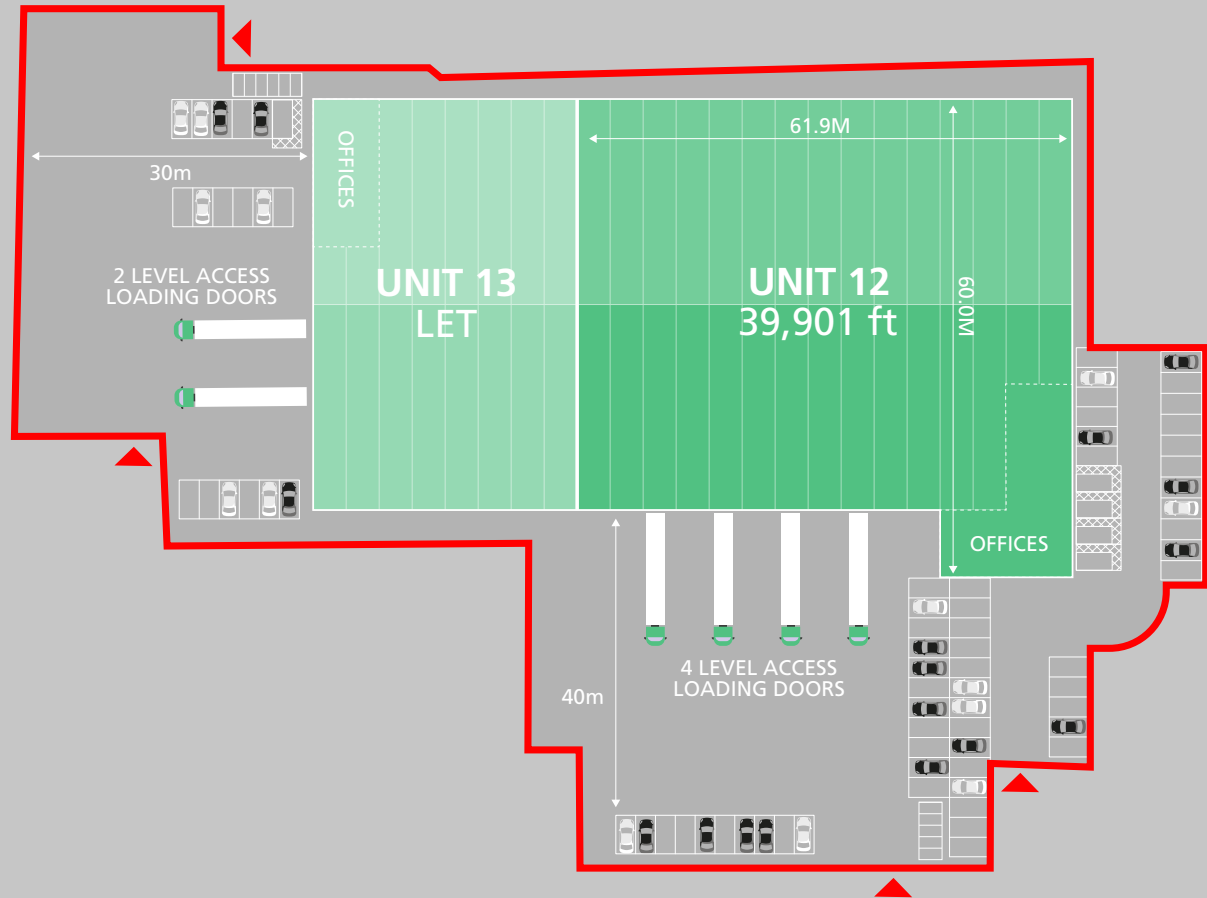 61.9M
OFFICES
30m
2 LEVEL ACCESS
LOADING DOORS
UNIT 13
LET
UNIT 12
39,901 ft
60.0M
OFFICES
4 LEVEL ACCESS
LOADING DOORS
40m